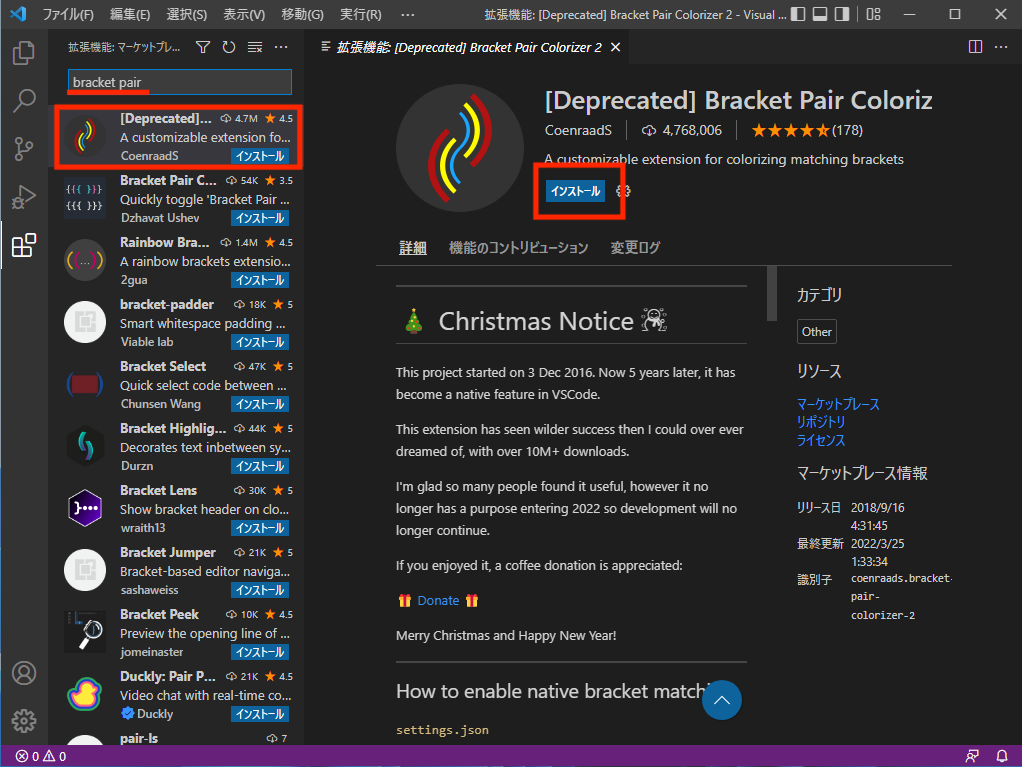 ファイル(F) 編集(E) 選択(S) 表示(V) 移動(G) 実行(R) ··· 拡張機能: [Deprecated] Bracket Pair Colorizer 2 - Visual ...
拡張機能: マーケットプレ...
拡張機能: [Deprecated] Bracket Pair Colorizer 2
bracket pair
[Deprecated]... 4.7M 4.5
A customizable extension fo...
CoenraadS インストール
Bracket Pair C... 54K 3.5
Quickly toggle 'Bracket Pair ...
Dzhavat Ushev インストール
Rainbow Bra... 1.4M 4.5
A rainbow brackets extensio...
2gua インストール
bracket-padder 18K 5
Smart whitespace padding ...
Viable lab インストール
Bracket Select 47K 5
Quick select code between ...
Chunsen Wang インストール
Bracket Highlig... 44K 5
Decorates text inbetween sy...
Durzn インストール
Bracket Lens 30K 5
Show bracket header on clo...
wraith13 インストール
Bracket Jumper 21K 5
Bracket-based editor naviga...
sashaweiss インストール
Bracket Peek 10K 4.5
Preview the opening line of ...
jomeinaster インストール
Duckly: Pair P... 21K 4.5
Video chat with real-time co...
Duckly インストール
pair-ls 7
[Deprecated] Bracket Pair Coloriz
CoenraadS 4,768,006 (178)
A customizable extension for colorizing matching brackets
インストール
詳細 機能のコントリビューション 変更ログ
Christmas Notice
This project started on 3 Dec 2016. Now 5 years later, it has
become a native feature in VSCode.
This extension has seen wilder success then I could over ever
dreamed of, with over 10M+ downloads.
I'm glad so many people found it useful, however it no
longer has a purpose entering 2022 so development will no
longer continue.
If you enjoyed it, a coffee donation is appreciated:
Donate
Merry Christmas and Happy New Year!
How to enable native bracket matchi
settings.json
カテゴリ
Other
リソース
マーケットプレース
リポジトリ
ライセンス
マーケットプレース情報
リリース日 2018/9/16
4:31:45
最終更新 2022/3/25
1:33:34
識別子 coenraads.bracket-
pair-
colorizer-2
0 0